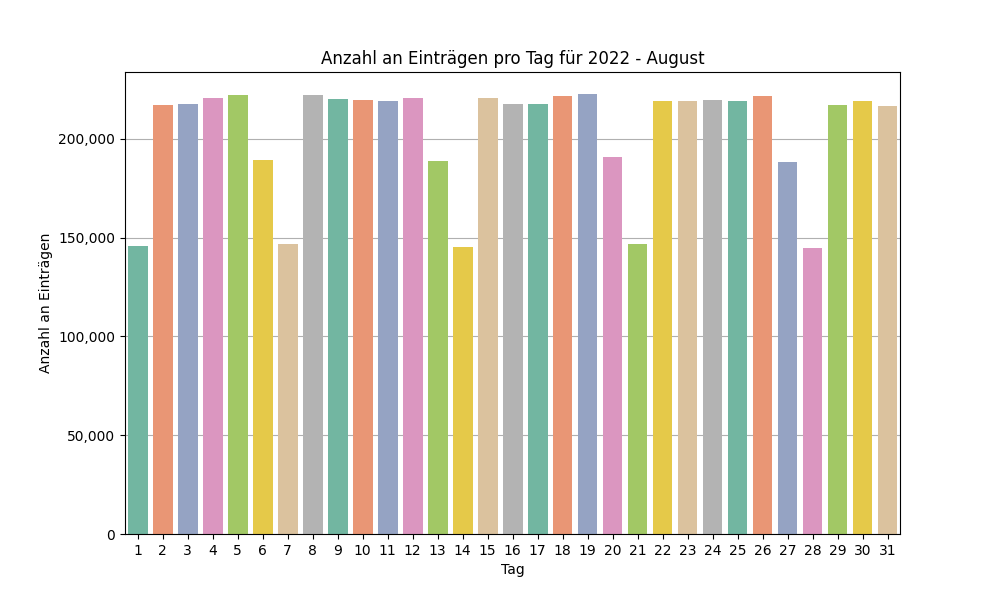 Anzahl an Einträgen pro Tag für 2022 - August
Anzahl an Einträgen
200,000
150,000
100,000
50,000
0
1 2 3 4 5 6 7 8 9 10 11 12 13 14 15 16 17 18 19 20 21 22 23 24 25 26 27 28 29 30 31
Tag